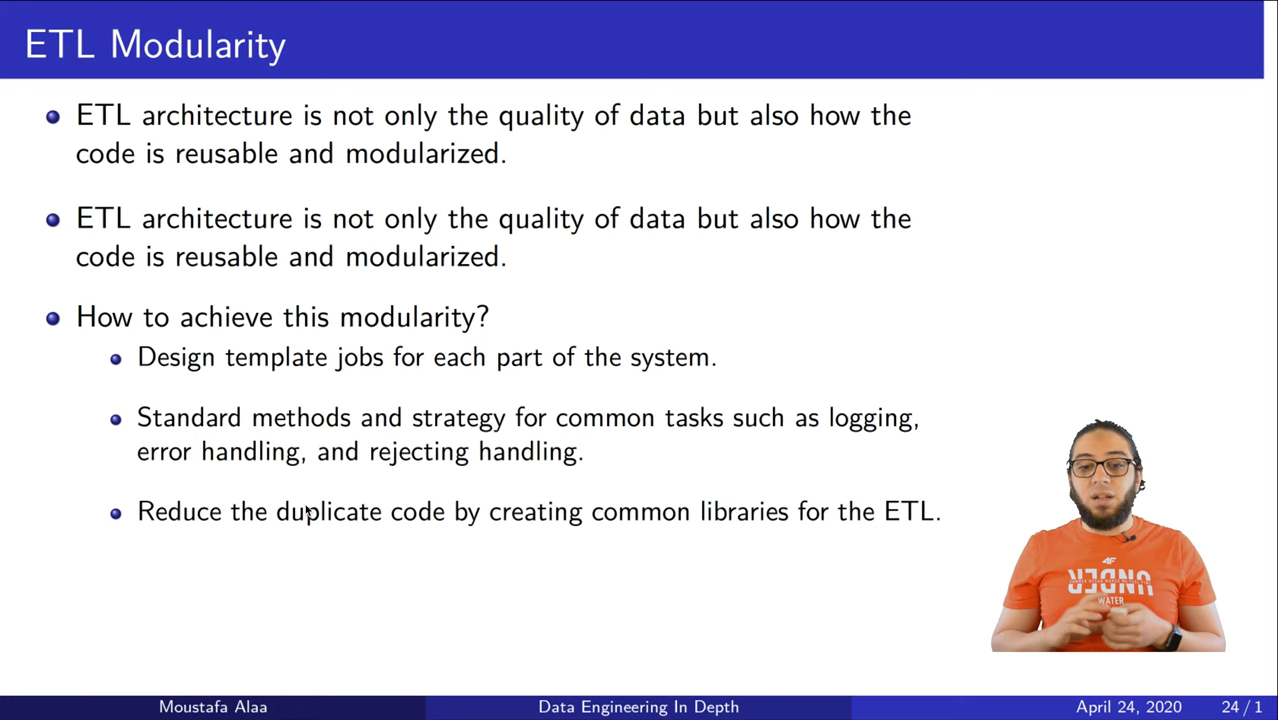 ETL Modularity
ETL architecture is not only the quality of data but also how the
code is reusable and modularized.
ETL architecture is not only the quality of data but also how the
code is reusable and modularized.
How to achieve this modularity?
Design template jobs for each part of the system.
Standard methods and strategy for common tasks such as logging,
error handling, and rejecting handling.
Reduce the duplicate code by creating common libraries for the ETL.
4F
UNDER
WATER
Moustafa Alaa
Data Engineering In Depth
April 24, 2020
24 / 1